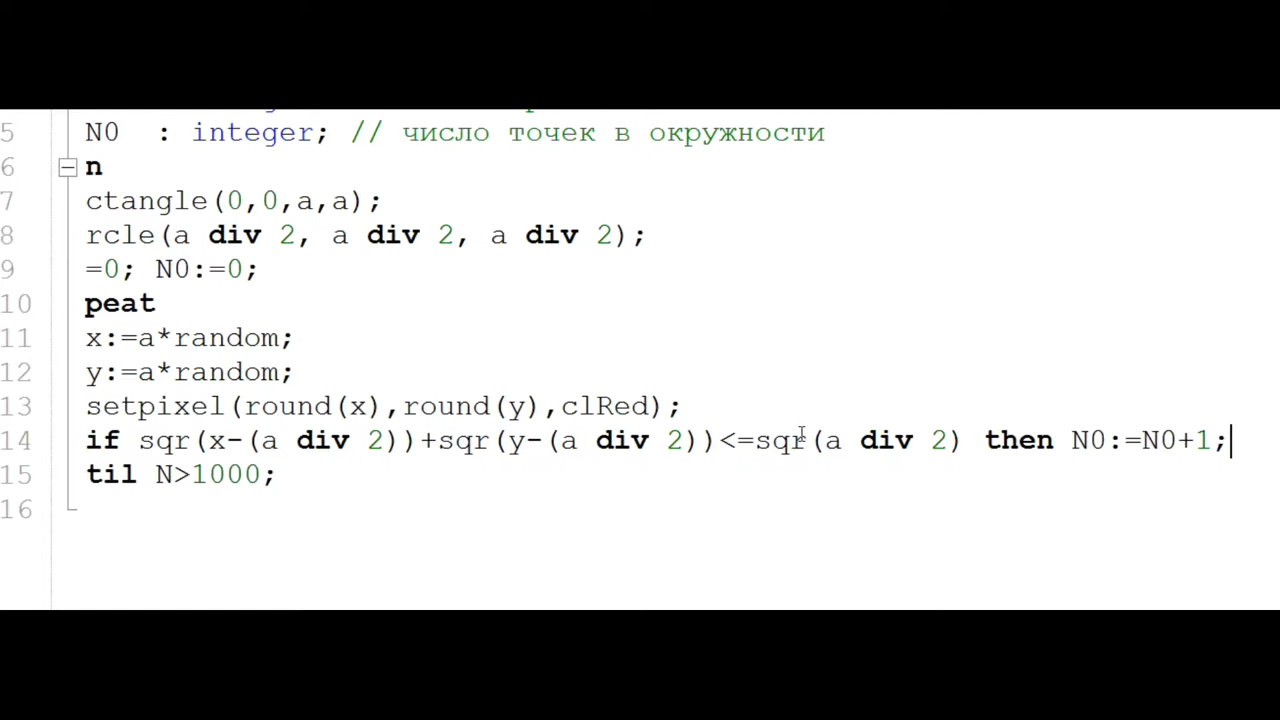 5 N0 : integer; // число точек в окружности
6 n
7 ctangle(0,0,a,a);
8 rcle(a div 2, a div 2, a div 2);
9 =0; N0:=0;
10 peat
11 x:=a*random;
12 y:=a*random;
13 setpixel(round(x),round(y),clRed);
14 if sqr(x-(a div 2))+sqr(y-(a div 2))<=sqr(a div 2) then N0:=N0+1;
15 til N>1000;
16